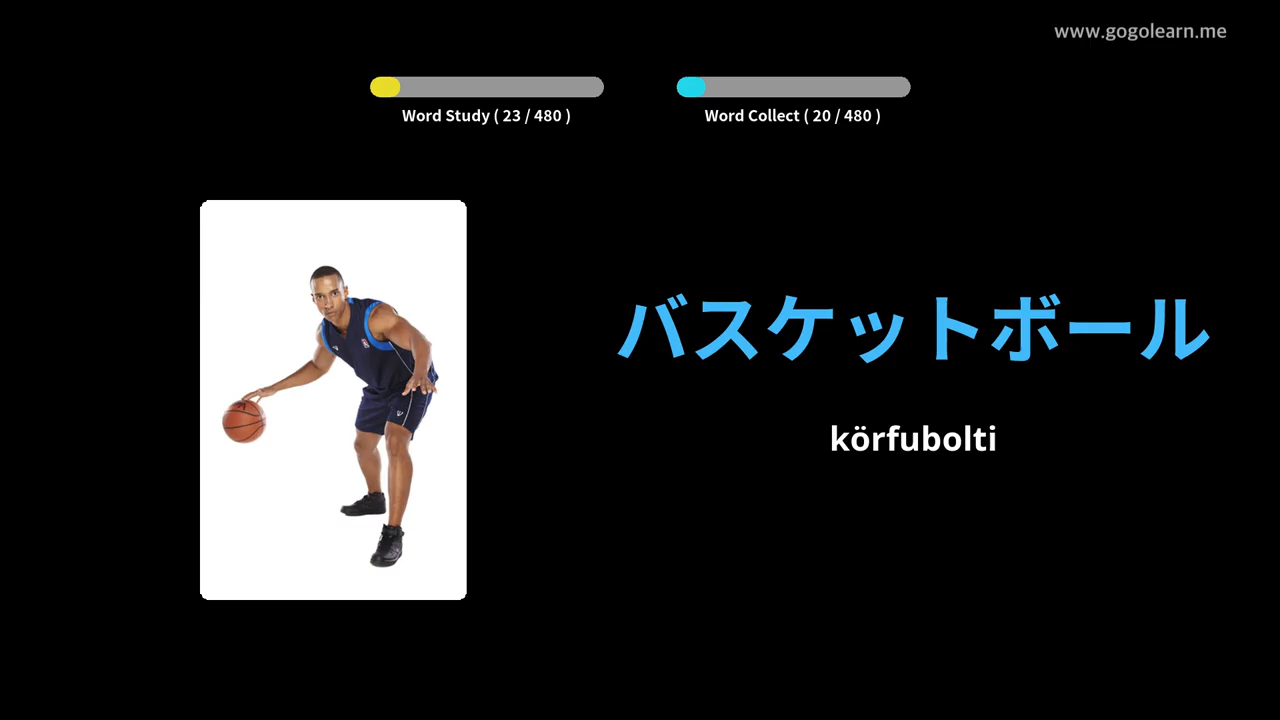 www.gogolearn.me
Word Study ( 23 / 480 )
Word Collect ( 20 / 480 )
バスケットボール
körfubolti